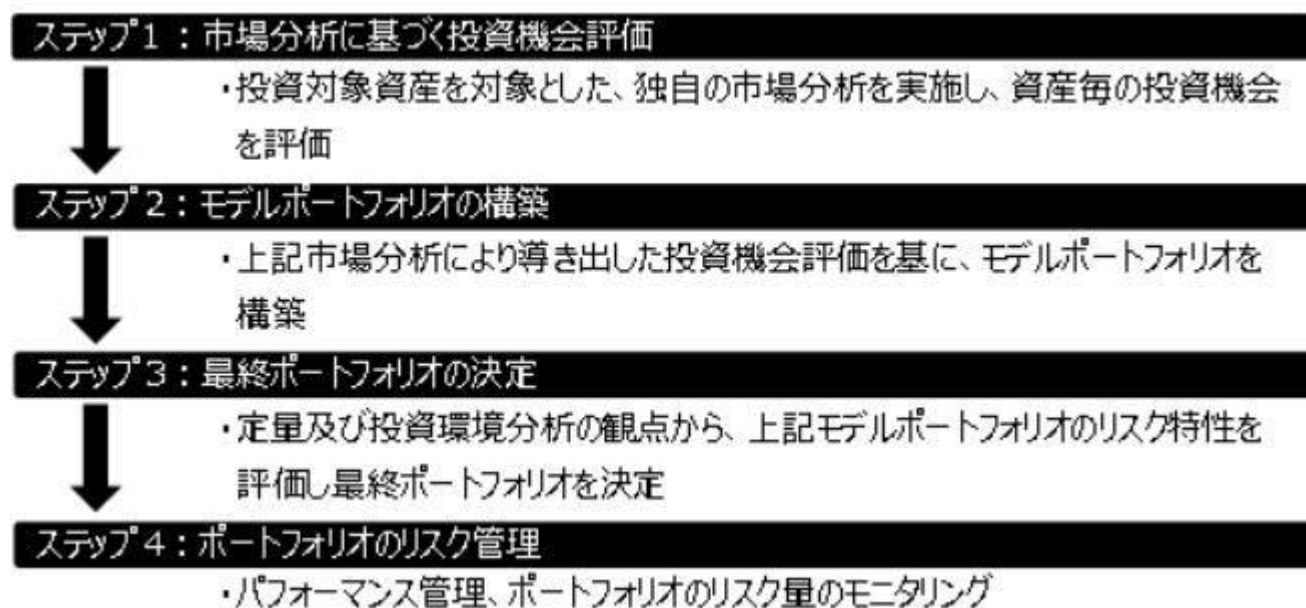 ステップ1：市場分析に基づく投資機会評価
・投資対象資産を対象とした、独自の市場分析を実施し、資産毎の投資機会
を評価
ステップ2：モデルポートフォリオの構築
・上記市場分析により導き出した投資機会評価を基に、モデルポートフォリオを
構築
ステップ3：最終ポートフォリオの決定
・定量及び投資環境分析の観点から、上記モデルポートフォリオのリスク特性を
評価し最終ポートフォリオを決定
ステップ4：ポートフォリオのリスク管理
・パフォーマンス管理、ポートフォリオのリスク量のモニタリング